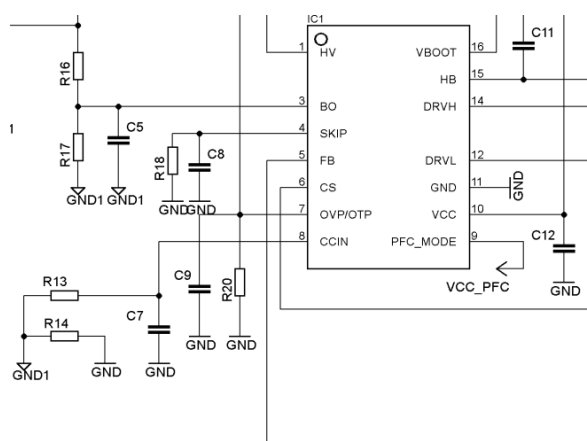 IC1
C11
1
HV
VBOOT
16
R16
HB
15
3
BO
DRVH
14
C5
4
SKIP
1
R17
R18
C8
5
FB
DRVL
12
6
CS
GND
11
GND
GND1
GND1
GND
GND
7
OVP/OTP
VCC
10
8
CCIN
PFC_MODE
9
C12
R13
C9
R20
VCC_PFC
GND
R14
C7
GND
GND
GND1
GND
GND